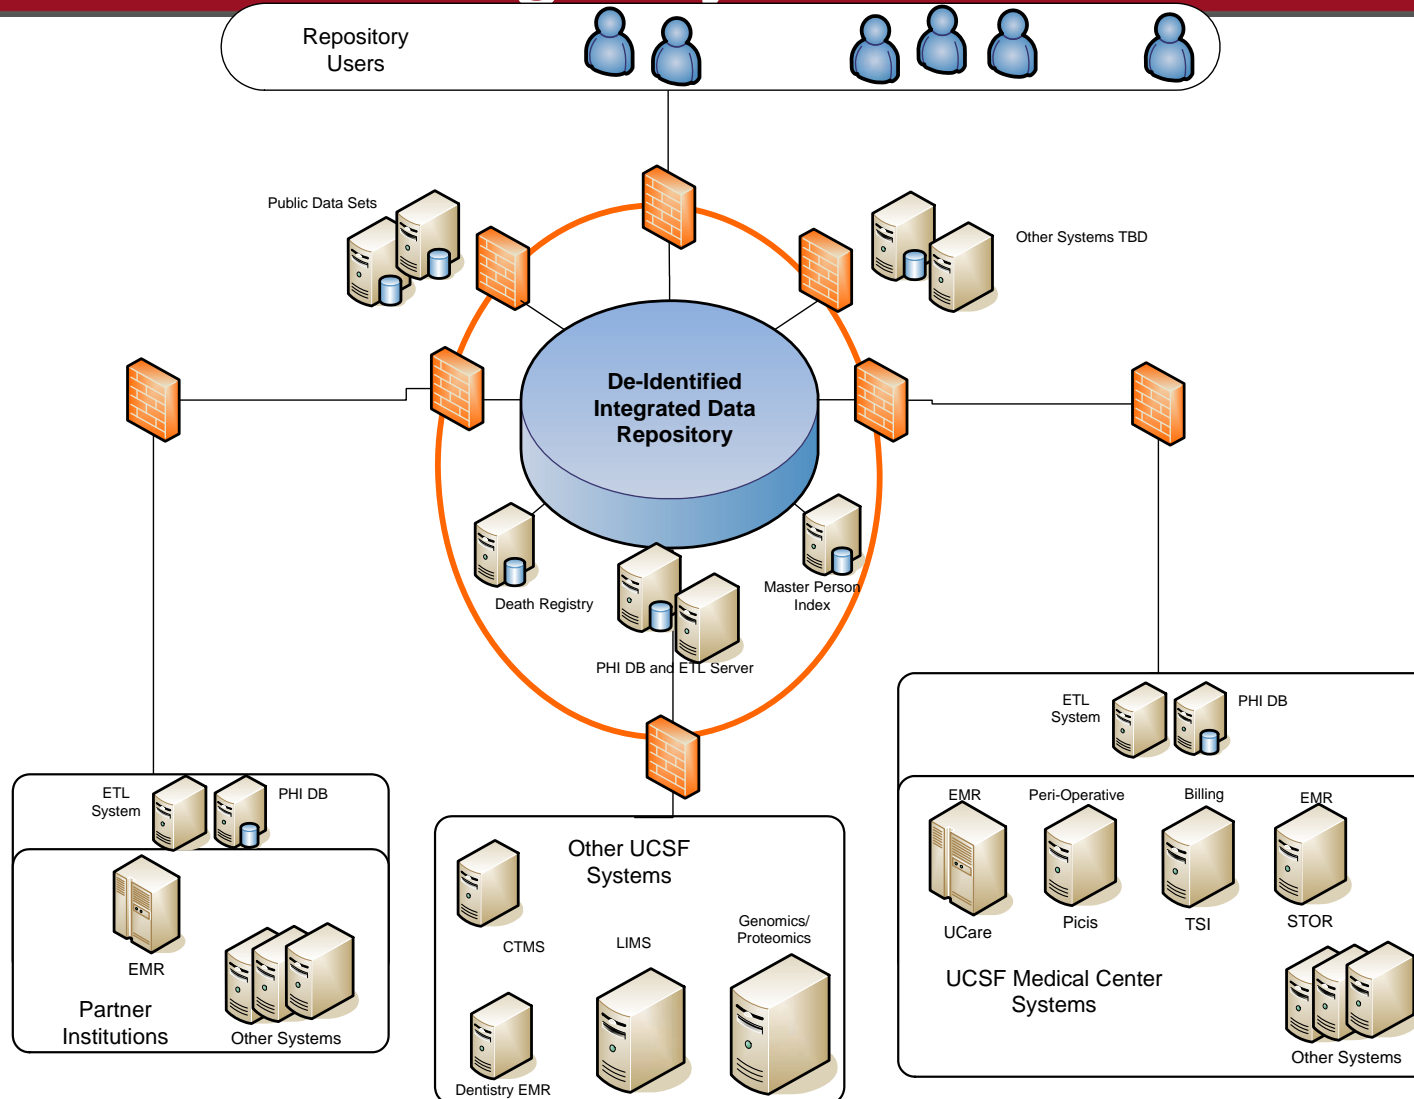 Repository
Users
Public Data Sets
Other Systems TBD
De-Identified
Integrated Data
Repository
Death Registry
Master Person
Index
PHI DB and ETL Server
ETL
System
PHI DB
EMR
Partner
Institutions
Other Systems
Other UCSF
Systems
CTMS
LIMS
Genomics/
Proteomics
Dentistry EMR
ETL
System
PHI DB
EMR
Peri-Operative
Billing
EMR
UCare
Picis
TSI
STOR
UCSF Medical Center
Systems
Other Systems